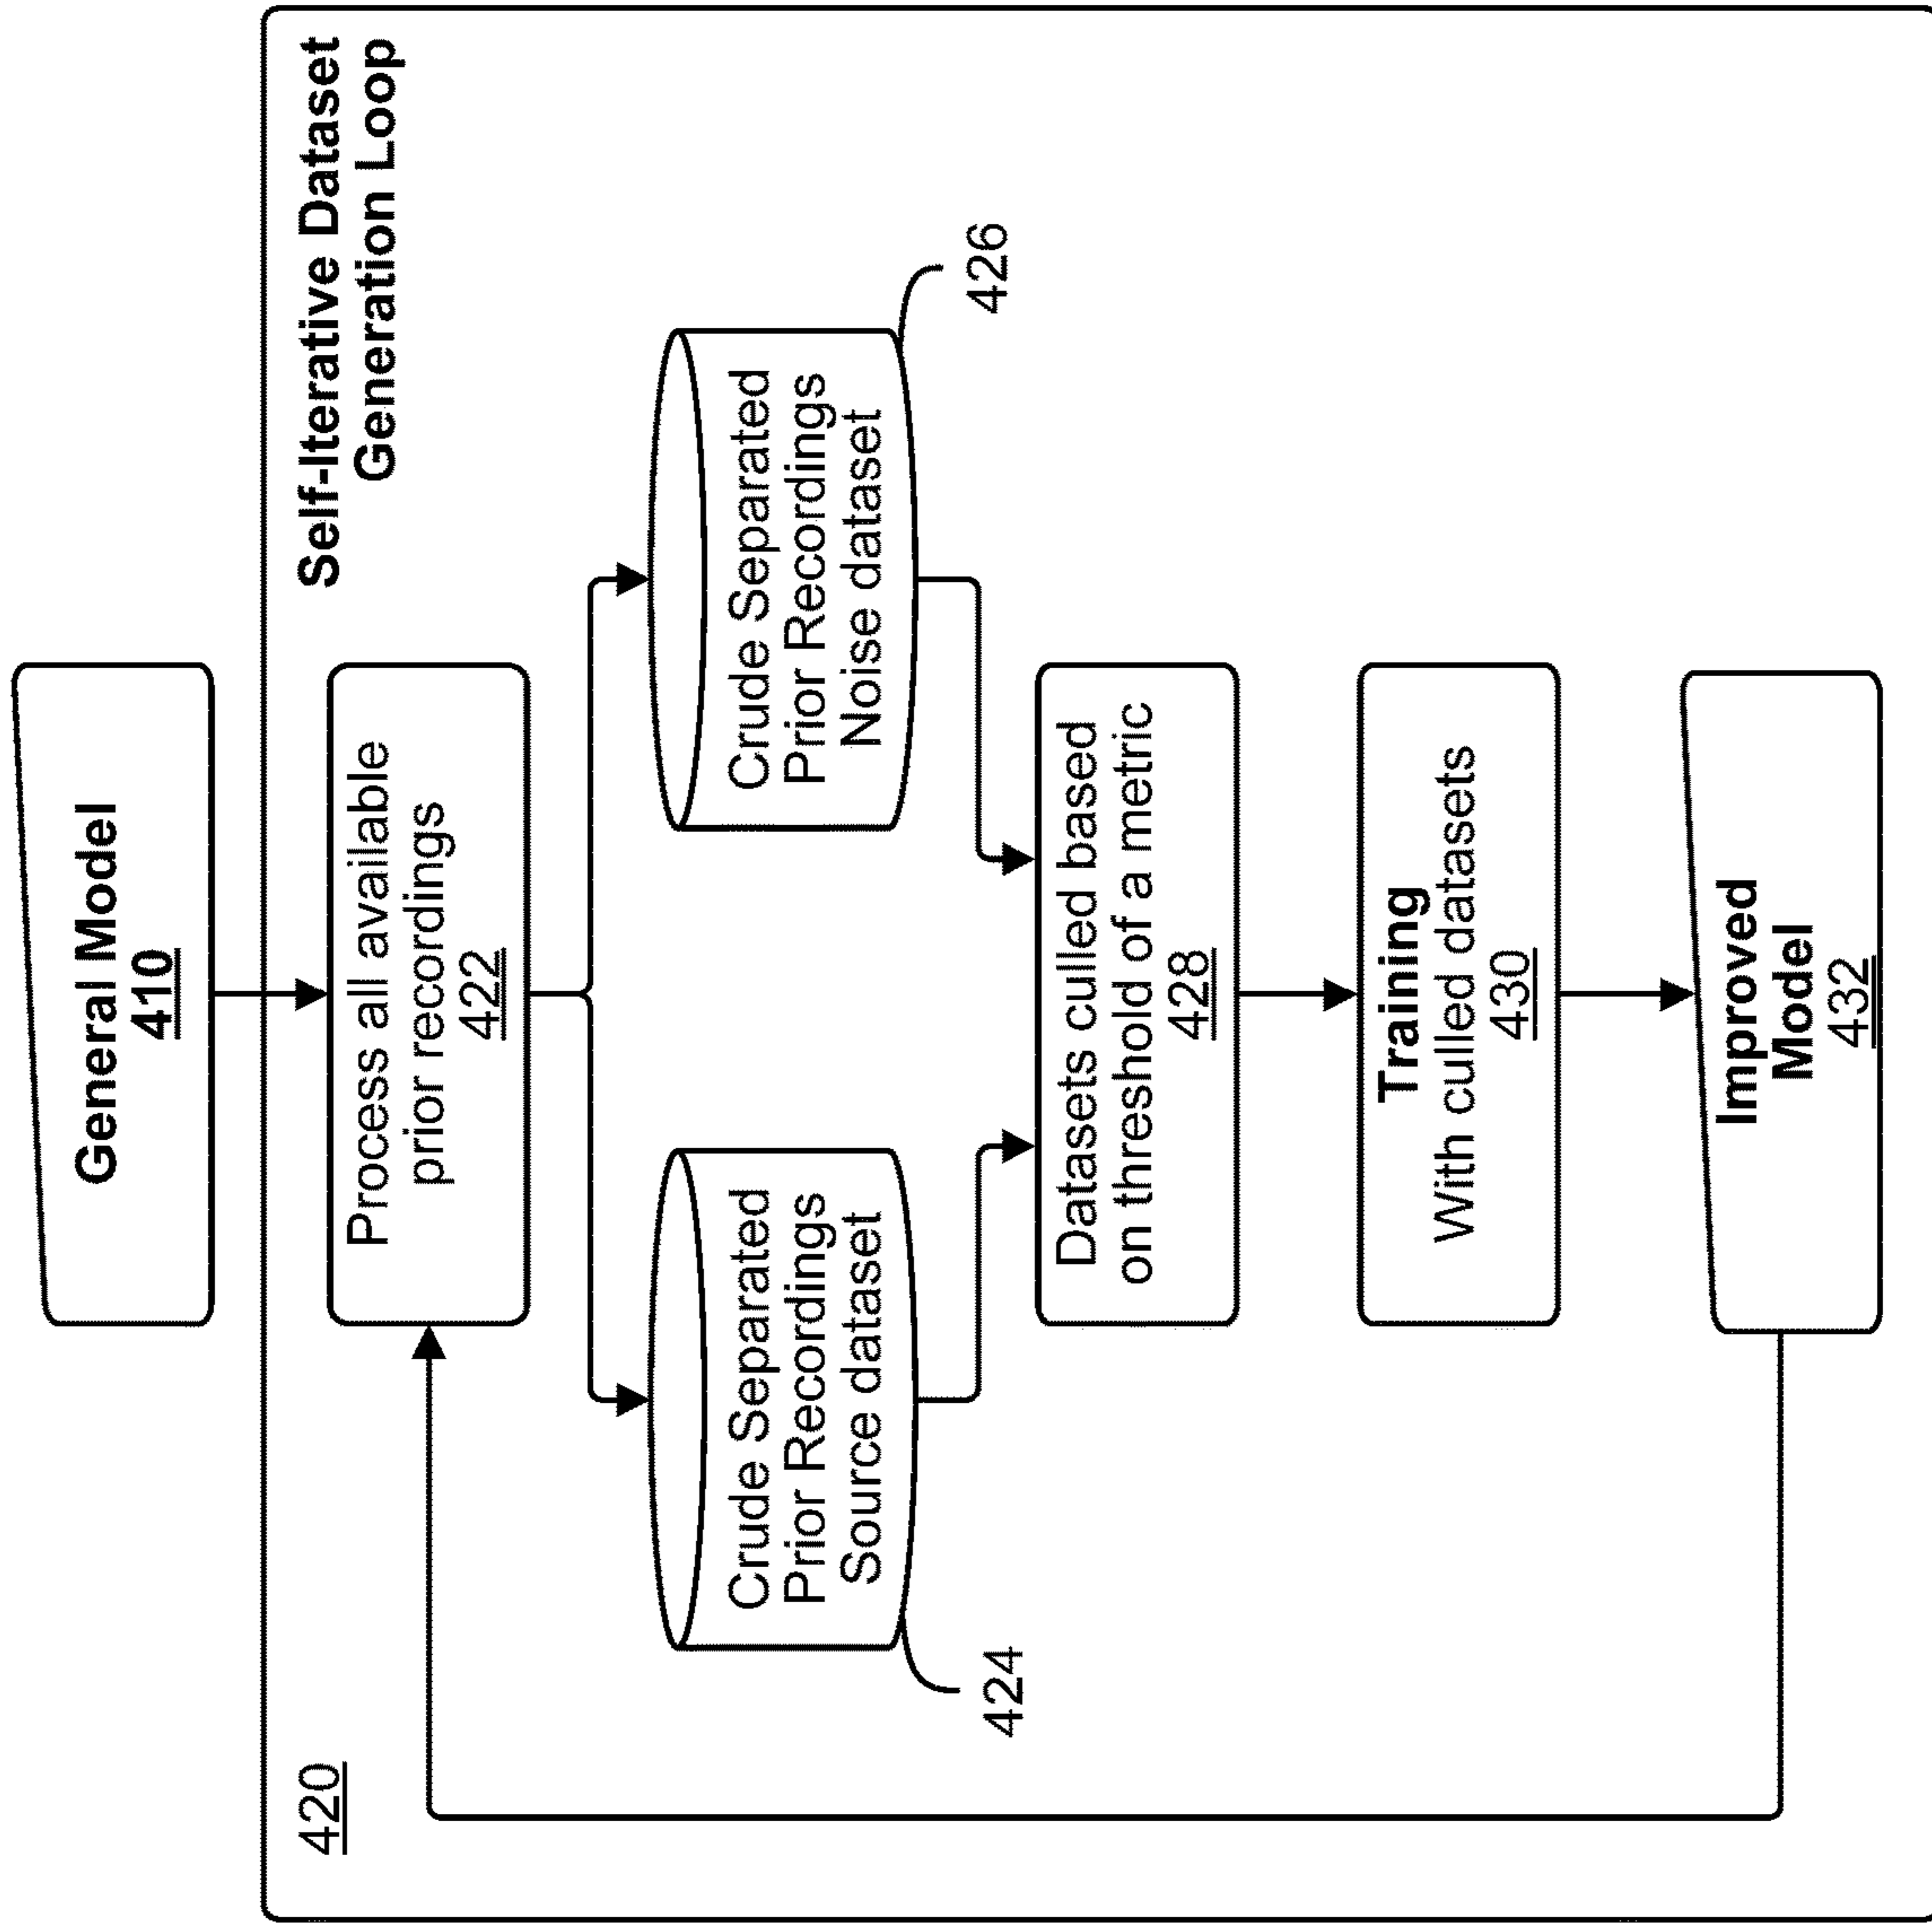 General Model
410
420
Self-Iterative Dataset
Generation Loop
Process all available
prior recordings
422
Crude Separated
Prior Recordings
Source dataset
424
Crude Separated
Prior Recordings
Noise dataset
426
Datasets culled based
on threshold of a metric
428
Training
With culled datasets
430
Improved
Model
432